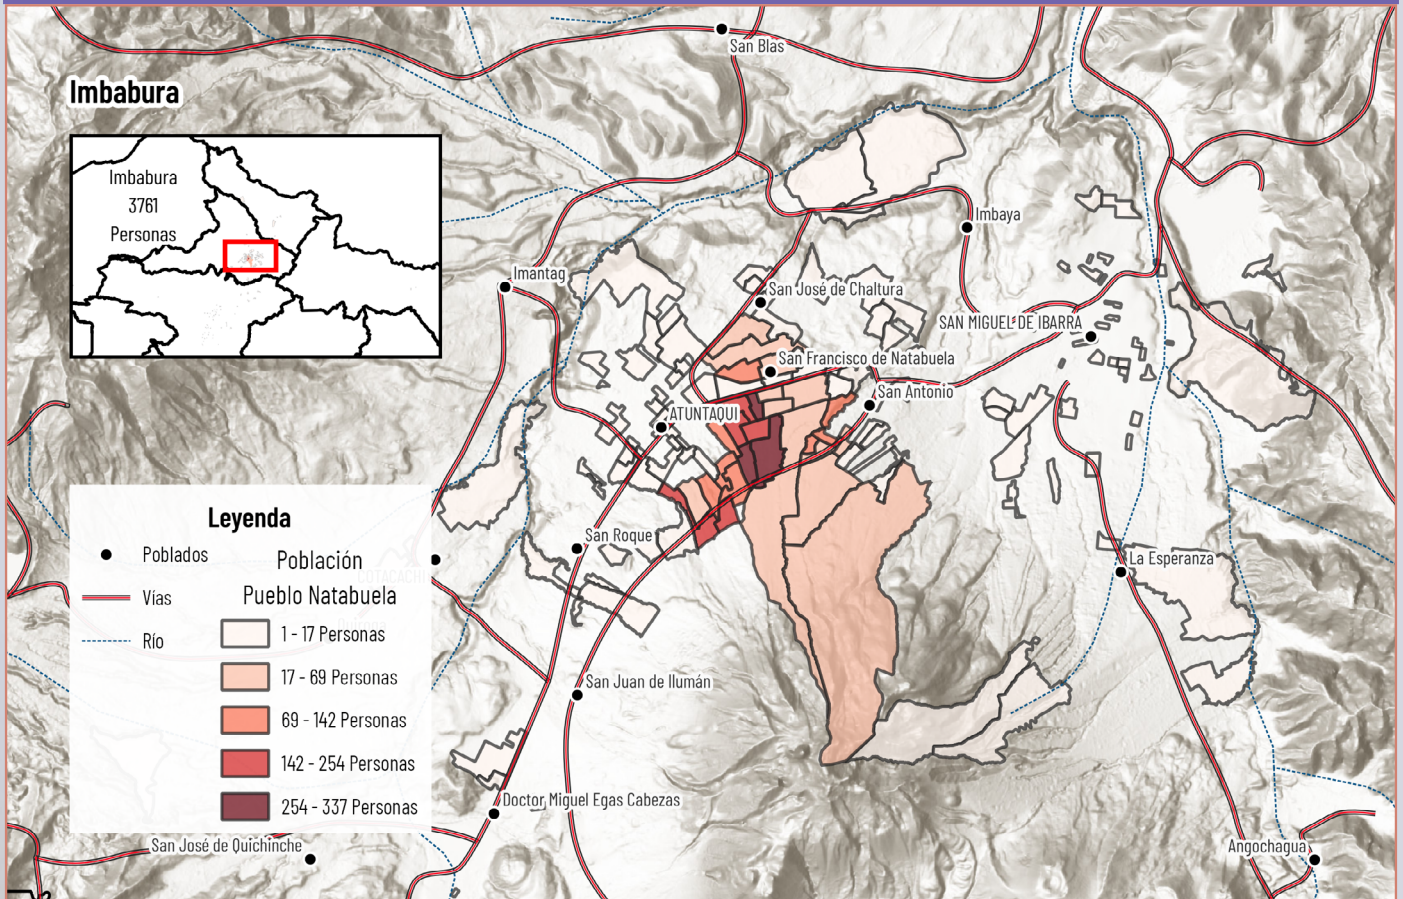 San Blas
Imbabura
Imbabura
3761
Personas
Imbaya
Imantag
San José de Chaltura
SAN MIGUEL DE IBARRA
San Francisco de Natabuela
San Antonio
ATUNTAQUI
Leyenda
Poblados
Vías
Río
Población
Pueblo Natabuela
1 - 17 Personas
17 - 69 Personas
69 - 142 Personas
142 - 254 Personas
254 - 337 Personas
COTACACHI
San Roque
La Esperanza
San Juan de Ilumán
Doctor Miguel Egas Cabezas
San José de Quichinche
Angochagua